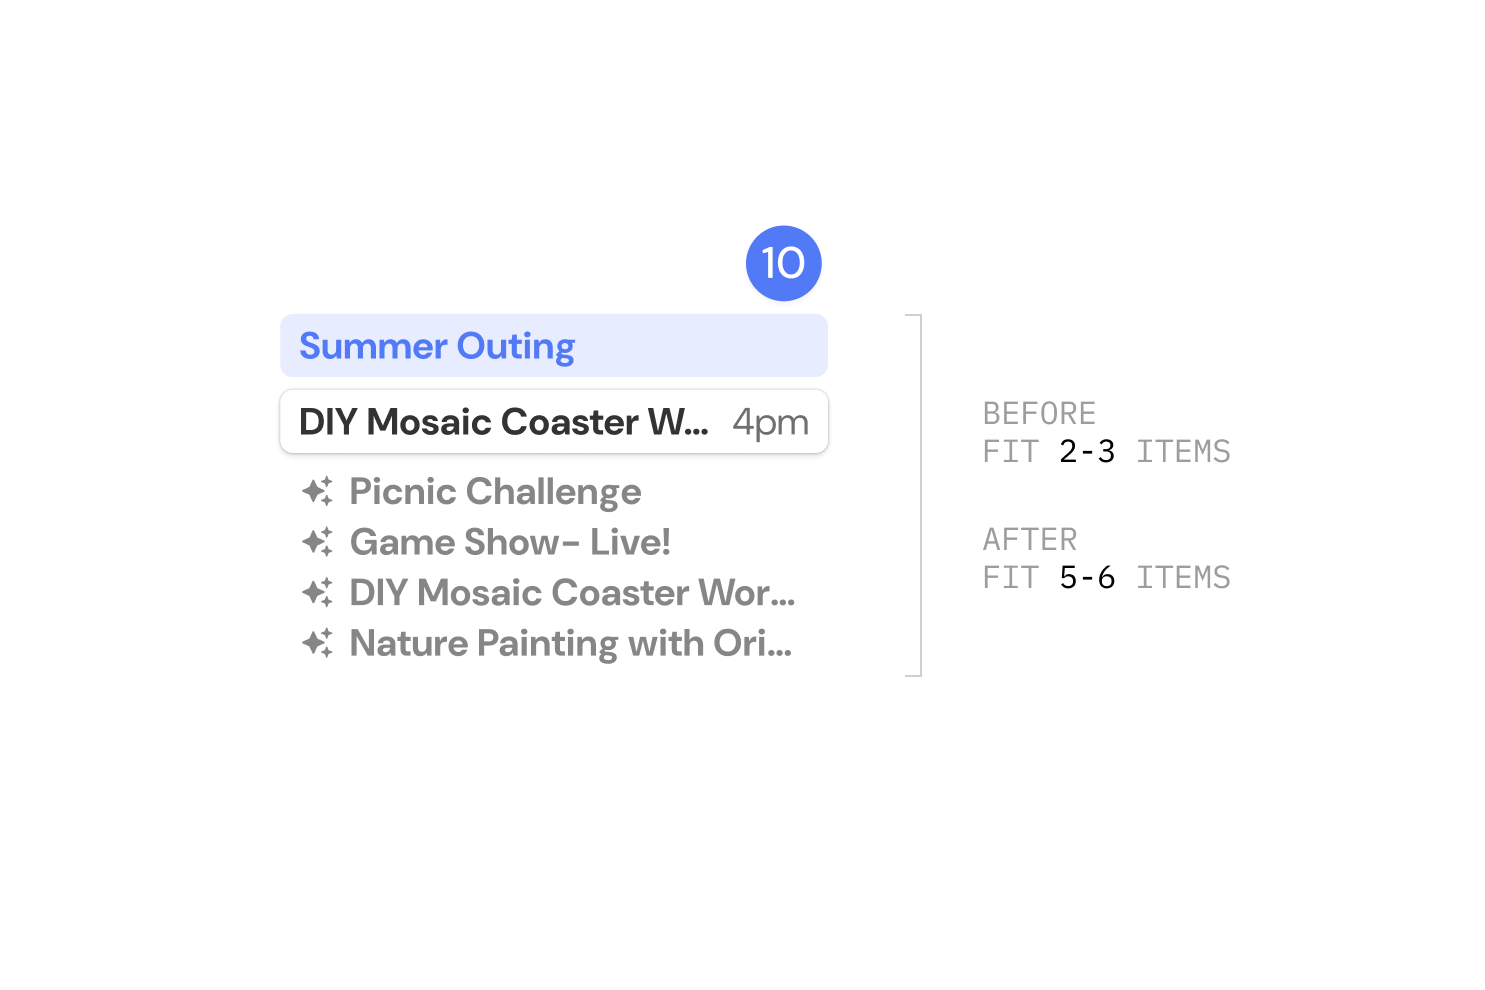 10
Summer Outing
DIY Mosaic Coaster W... 4pm
Picnic Challenge
Game Show- Live!
DIY Mosaic Coaster Wor...
Nature Painting with Ori...
BEFORE
FIT 2-3 ITEMS
AFTER
FIT 5-6 ITEMS